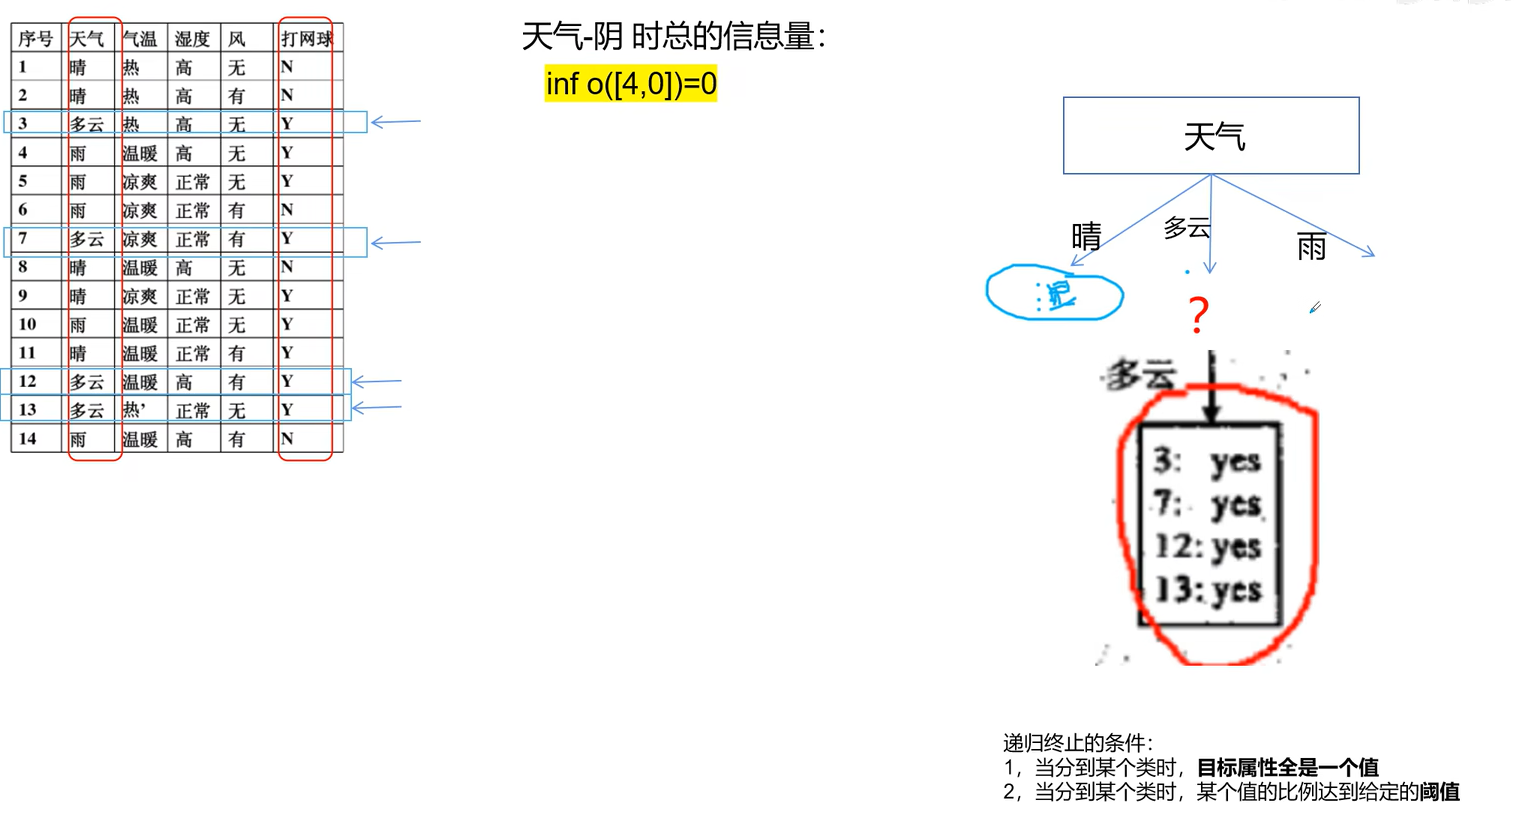 序号 天气 气温 湿度 风 打网球
1 晴 热 高 无 N
2 晴 热 高 有 N
3 多云 热 高 无 Y
4 雨 温暖 高 无 Y
5 雨 凉爽 正常 无 Y
6 雨 凉爽 正常 有 N
7 多云 凉爽 正常 有 Y
8 晴 温暖 高 无 N
9 晴 凉爽 正常 无 Y
10 雨 温暖 正常 无 Y
11 晴 温暖 正常 有 Y
12 多云 温暖 高 有 Y
13 多云 热’ 正常 无 Y
14 雨 温暖 高 有 N
天气-阴 时总的信息量：
inf o([4,0])=0
天气
晴
多云
雨
?
多云
3: yes
7: yes
12: yes
13: yes
递归终止的条件：
1，当分到某个类时，目标属性全是一个值
2，当分到某个类时，某个值的比例达到给定的阈值